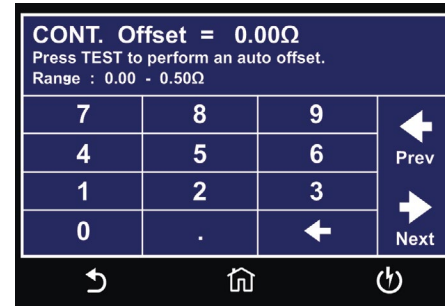 CONT. Offset = 0.00Ω
Press TEST to perform an auto offset.
Range : 0.00 - 0.50Ω
7 8 9
4 5 6 Prev
1 2 3
0 . Next